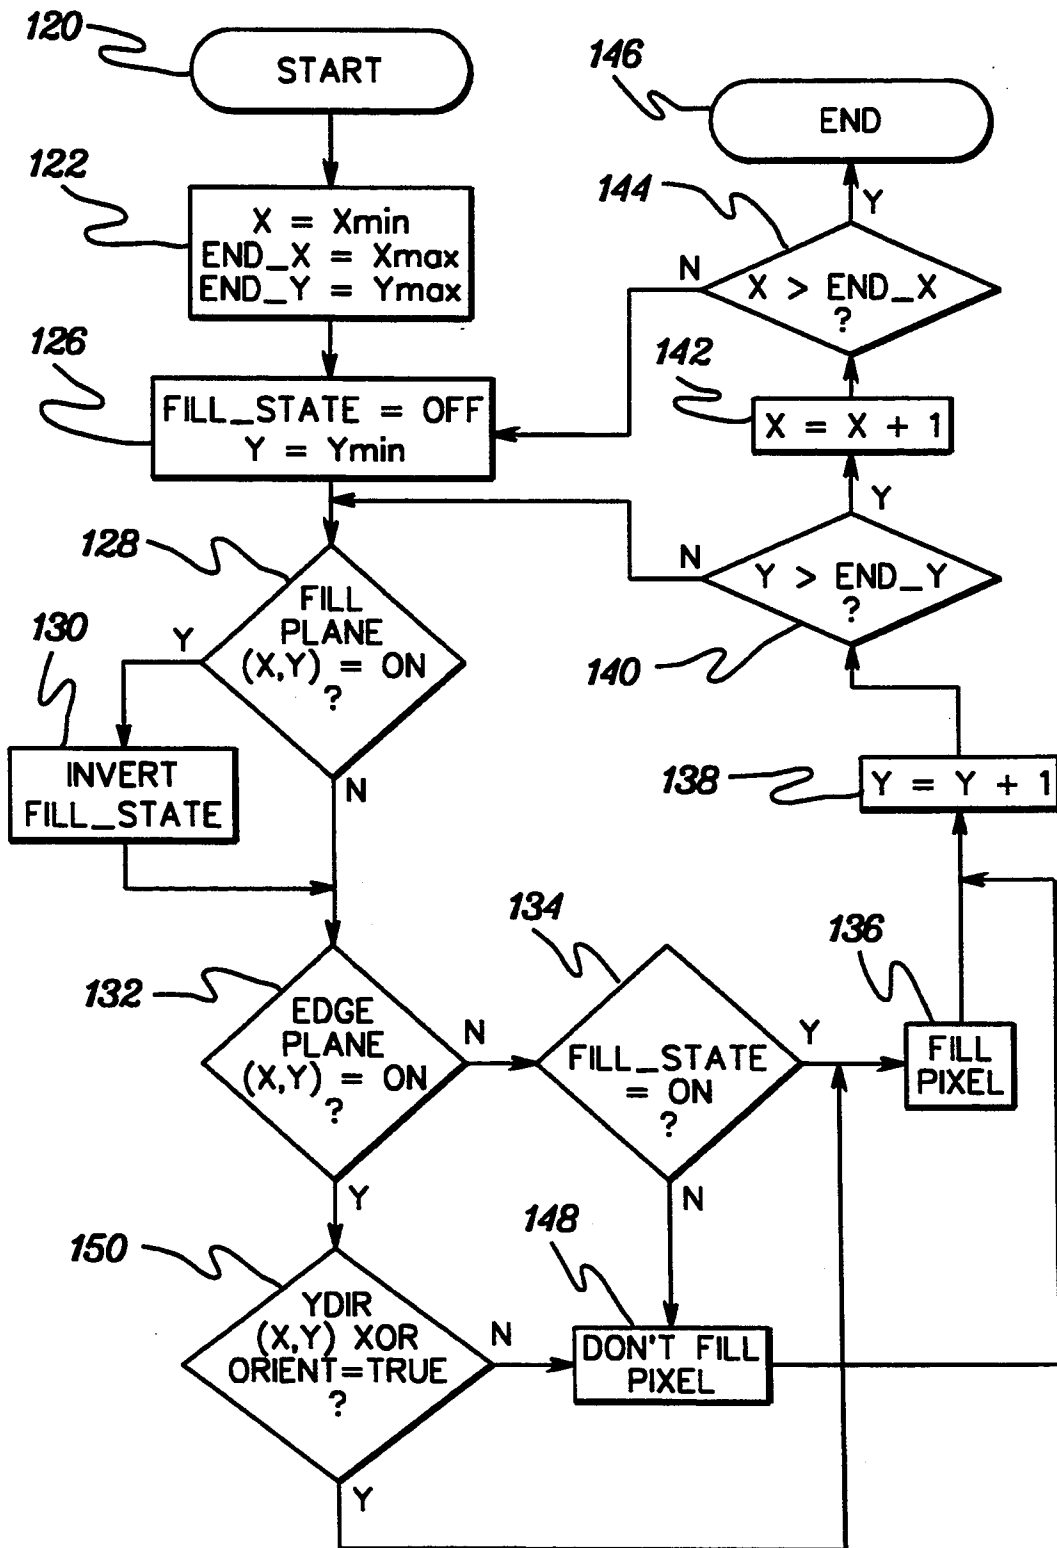 120
START
122
X = Xmin
END_X = Xmax
END_Y = Ymax
126
FILL_STATE = OFF
Y = Ymin
128
FILL
PLANE
(X,Y) = ON
?
Y
N
130
INVERT
FILL_STATE
132
EDGE
PLANE
(X,Y) = ON
?
N
Y
134
FILL_STATE
= ON
?
Y
N
136
FILL
PIXEL
150
YDIR
(X,Y) XOR
ORIENT=TRUE
?
N
Y
148
DON'T FILL
PIXEL
138
Y = Y + 1
140
Y > END_Y
?
N
Y
142
X = X + 1
144
X > END_X
?
N
Y
146
END